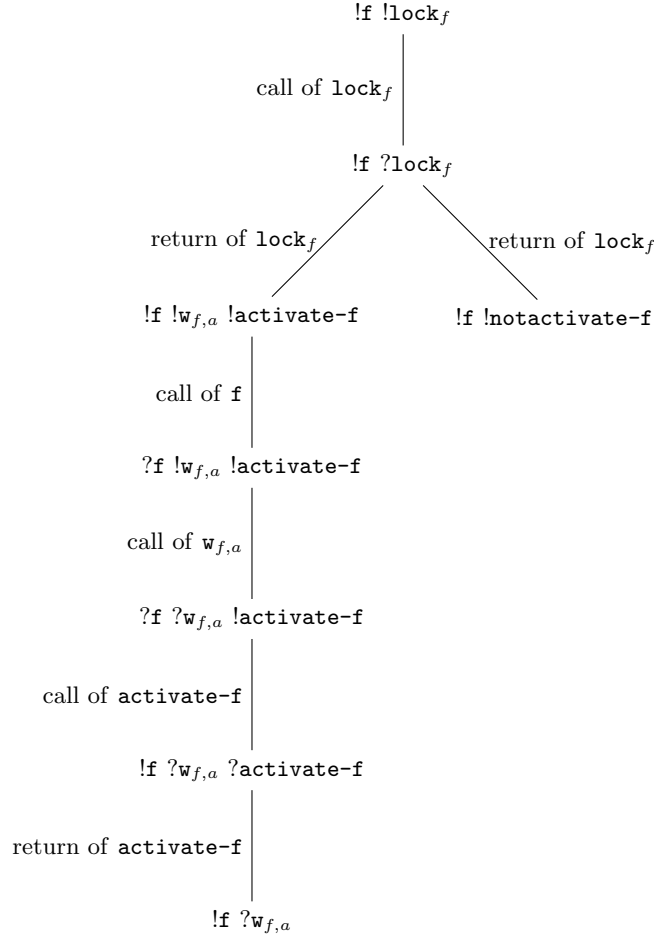 !f !lock_f
call of lock_f
!f ?lock_f
return of lock_f return of lock_f
!f !w_{f,a} !activate-f !f !notactivate-f
call of f
?f !w_{f,a} !activate-f
call of w_{f,a}
?f ?w_{f,a} !activate-f
call of activate-f
!f ?w_{f,a} ?activate-f
return of activate-f
!f ?w_{f,a}